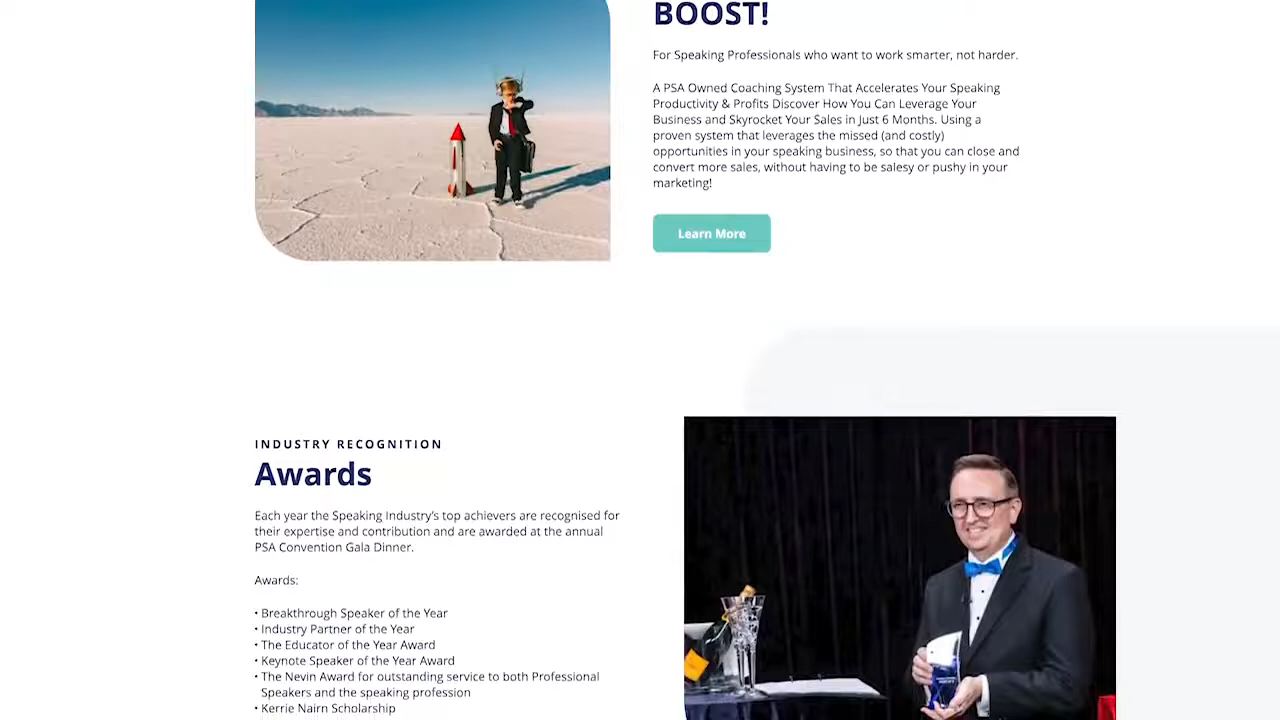 BOOST!
For Speaking Professionals who want to work smarter, not harder.
A PSA Owned Coaching System That Accelerates Your Speaking
Productivity & Profits Discover How You Can Leverage Your
Business and Skyrocket Your Sales in Just 6 Months. Using a
proven system that leverages the missed (and costly)
opportunities in your speaking business, so that you can close and
convert more sales, without having to be salesy or pushy in your
marketing!
Learn More
INDUSTRY RECOGNITION
Awards
Each year the Speaking Industry's top achievers are recognised for
their expertise and contribution and are awarded at the annual
PSA Convention Gala Dinner.
Awards:
• Breakthrough Speaker of the Year
• Industry Partner of the Year
• The Educator of the Year Award
• Keynote Speaker of the Year Award
• The Nevin Award for outstanding service to both Professional
Speakers and the speaking profession
• Kerrie Nairn Scholarship